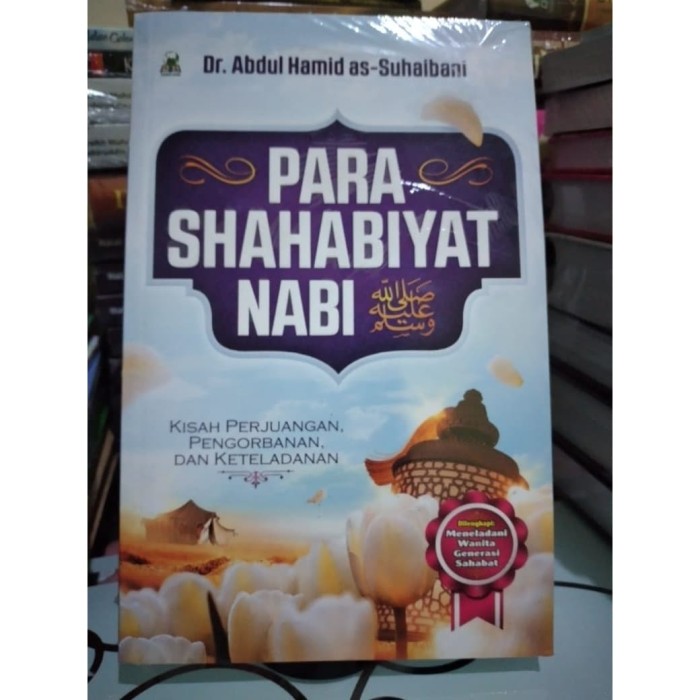 Dr. Abdul Hamid as-Suhaibani
PARA
SHAHABIYAT
NABI صلى الله عليه وسلم
KISAH PERJUANGAN,
PENGORBANAN,
DAN KETELADANAN
Dilengkapi:
Meneladani
Wanita
Generasi
Sahabat